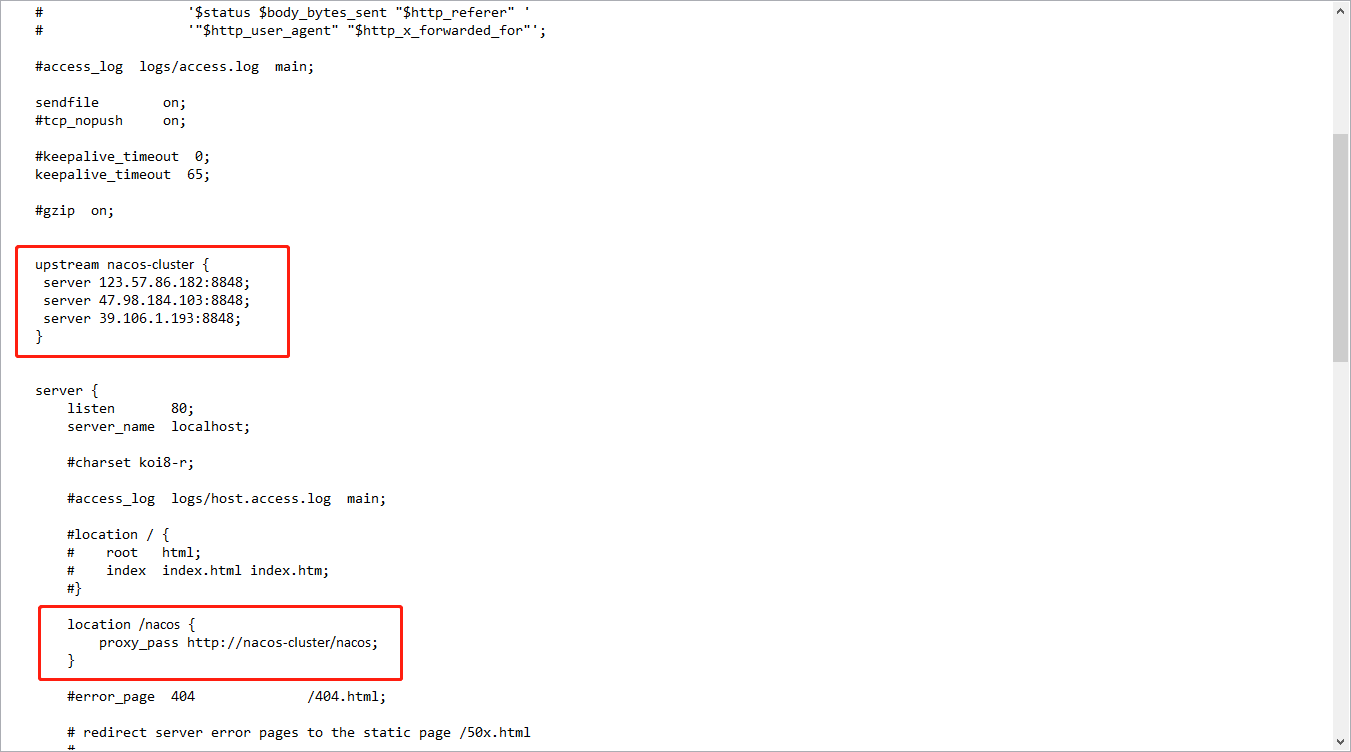 #                  '$status $body_bytes_sent "$http_referer" '
#                  '"$http_user_agent" "$http_x_forwarded_for"';
#access_log  logs/access.log  main;
sendfile        on;
#tcp_nopush     on;
#keepalive_timeout  0;
keepalive_timeout  65;
#gzip  on;
upstream nacos-cluster {
 server 123.57.86.182:8848;
 server 47.98.184.103:8848;
 server 39.106.1.193:8848;
}
server {
    listen       80;
    server_name  localhost;
    #charset koi8-r;
    #access_log  logs/host.access.log  main;
    #location / {
    #    root   html;
    #    index  index.html index.htm;
    #}
    location /nacos {
        proxy_pass http://nacos-cluster/nacos;
    }
    #error_page  404              /404.html;
    # redirect server error pages to the static page /50x.html
    #